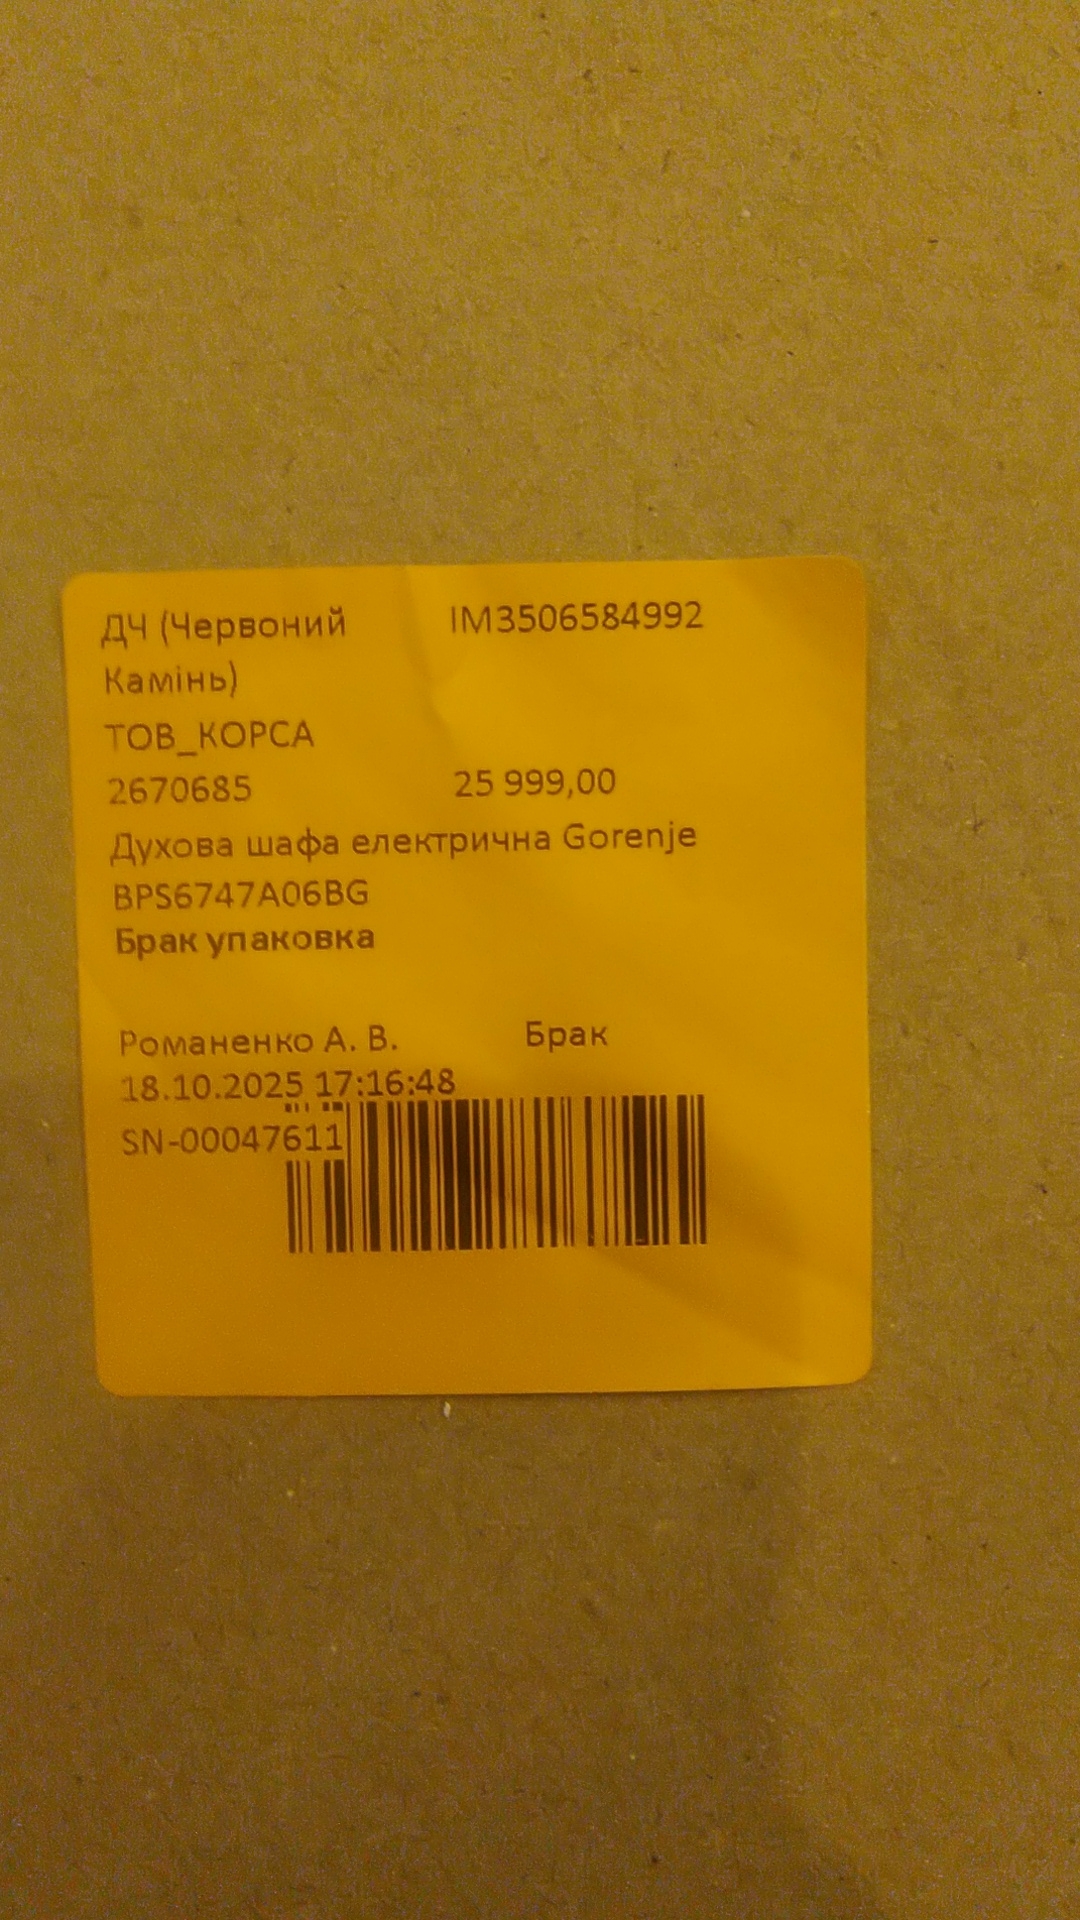 ДЧ (Червоний IM3506584992
Камінь)
ТОВ_КОРСА
2670685 25 999,00
Духова шафа електрична Gorenje
BPS6747A06BG
Брак упаковка
Романенко А. В. Брак
18.10.2025 17:16:48
SN-00047611